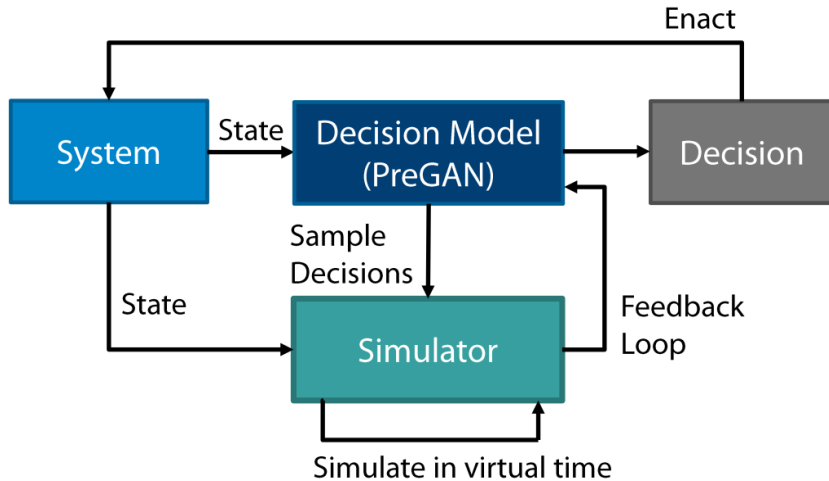 Enact
System
State
Decision Model
(PreGAN)
Decision
Sample
Decisions
State
Simulator
Feedback
Loop
Simulate in virtual time